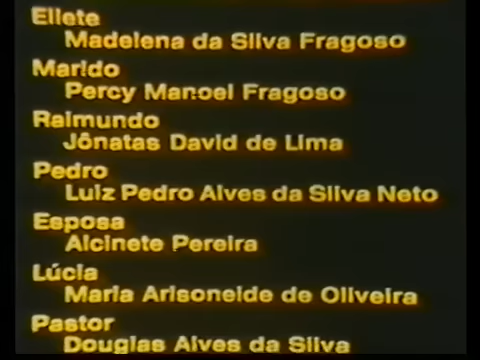 Eliete
Madalena da Silva Fragoso
Marido
Percy Manoel Fragoso
Raimundo
Jônatas David de Lima
Pedro
Luiz Pedro Alves da Silva Neto
Esposa
Alcinete Pereira
Lúcia
Maria Arisoneide de Oliveira
Pastor
Douglas Alves da Silva